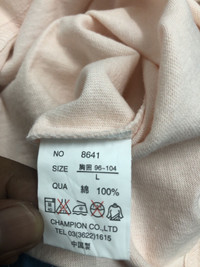 NO 8641
SIZE 胸囲 96-104
L
QUA 綿 100%
CHAMPION CO.,LTD
TEL 03(3622)1615
中国製